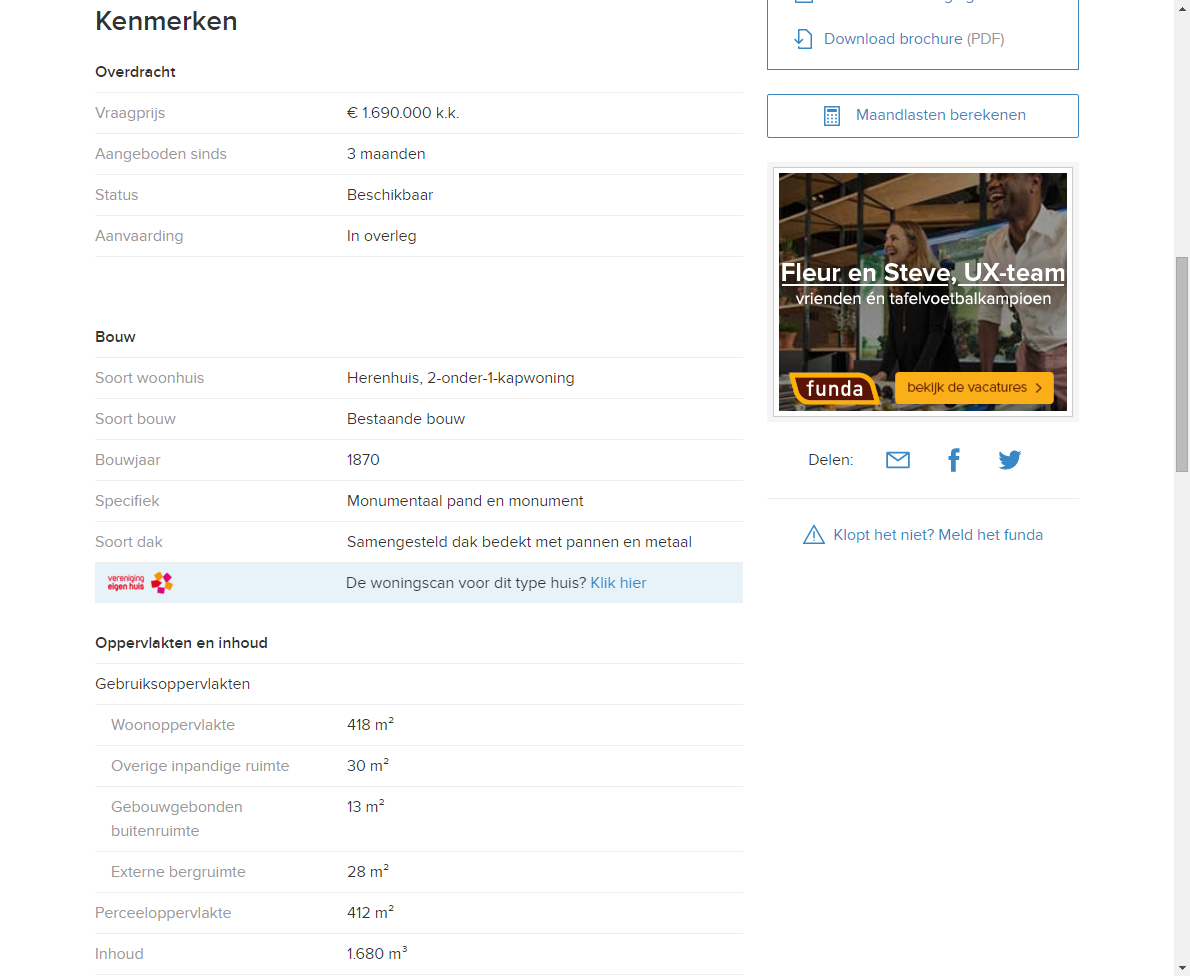 Kenmerken
Overdracht
Vraagprijs € 1.690.000 k.k.
Aangeboden sinds 3 maanden
Status Beschikbaar
Aanvaarding In overleg
Bouw
Soort woonhuis Herenhuis, 2-onder-1-kapwoning
Soort bouw Bestaande bouw
Bouwjaar 1870
Specifiek Monumentaal pand en monument
Soort dak Samengesteld dak bedekt met pannen en metaal
vereniging
eigen huis
De woningscan voor dit type huis? Klik hier
Oppervlakten en inhoud
Gebruiksoppervlakten
Woonoppervlakte 418 m²
Overige inpandige ruimte 30 m²
Gebouwgebonden 13 m²
buitenruimte
Externe bergruimte 28 m²
Perceeloppervlakte 412 m²
Inhoud 1.680 m³
Download brochure (PDF)
Maandlasten berekenen
Fleur en Steve, UX-team
vrienden én tafelvoetbalkampioen
funda
bekijk de vacatures
Delen:
Klopt het niet? Meld het funda